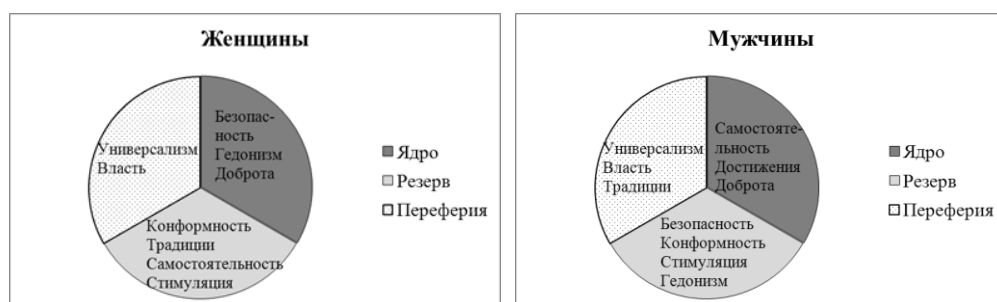 Женщины
Безопас-
ность
Гедонизм
Доброта
Универсализм
Власть
Конформность
Традиции
Самостоятельность
Стимуляция
Ядро
Резерв
Переферия
Мужчины
Самостояте-
льность
Достижения
Доброта
Универсализм
Власть
Традиции
Безопасность
Конформность
Стимуляция
Гедонизм
Ядро
Резерв
Переферия